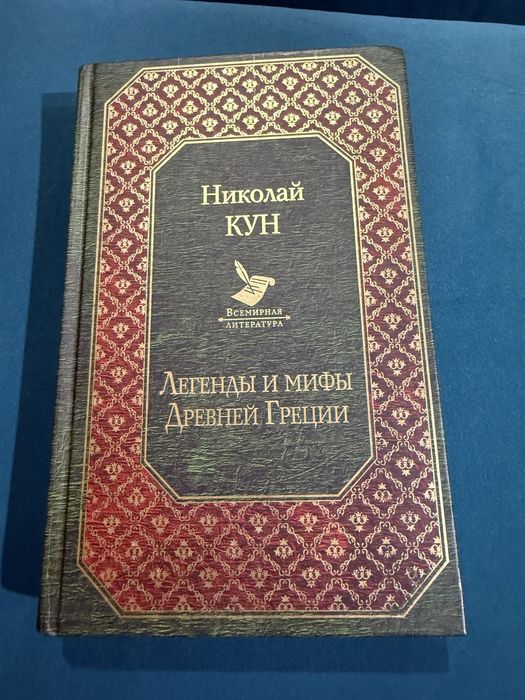 Николай
КУН
Всемирная
литература
Легенды и мифы
Древней Греции